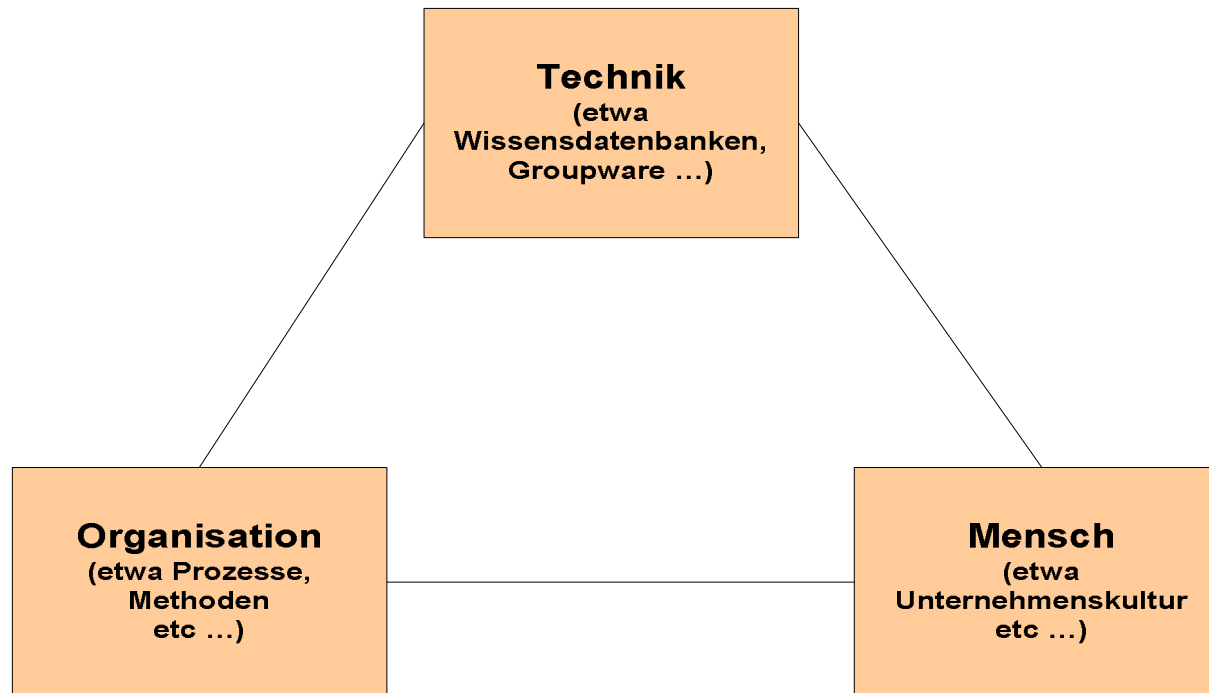 Technik
(etwa
Wissensdatenbanken,
Groupware ...)
Organisation
(etwa Prozesse,
Methoden
etc ...)
Mensch
(etwa
Unternehmenskultur
etc ...)